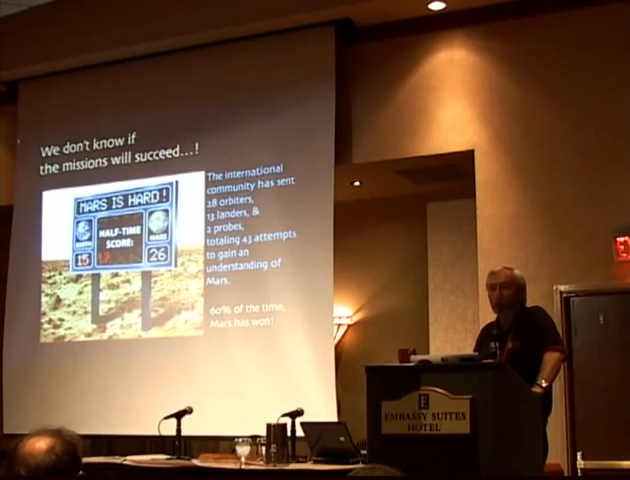 We don't know if
the missions will succeed...!
MARS IS HARD!
HALF-TIME
SCORE:
EARTH
MARS
15
17
26
The international
community has sent
28 orbiters,
13 landers, &
2 probes,
totaling 43 attempts
to gain an
understanding of
Mars.
60% of the time,
Mars has won!
E
EMBASSY SUITES
HOTEL